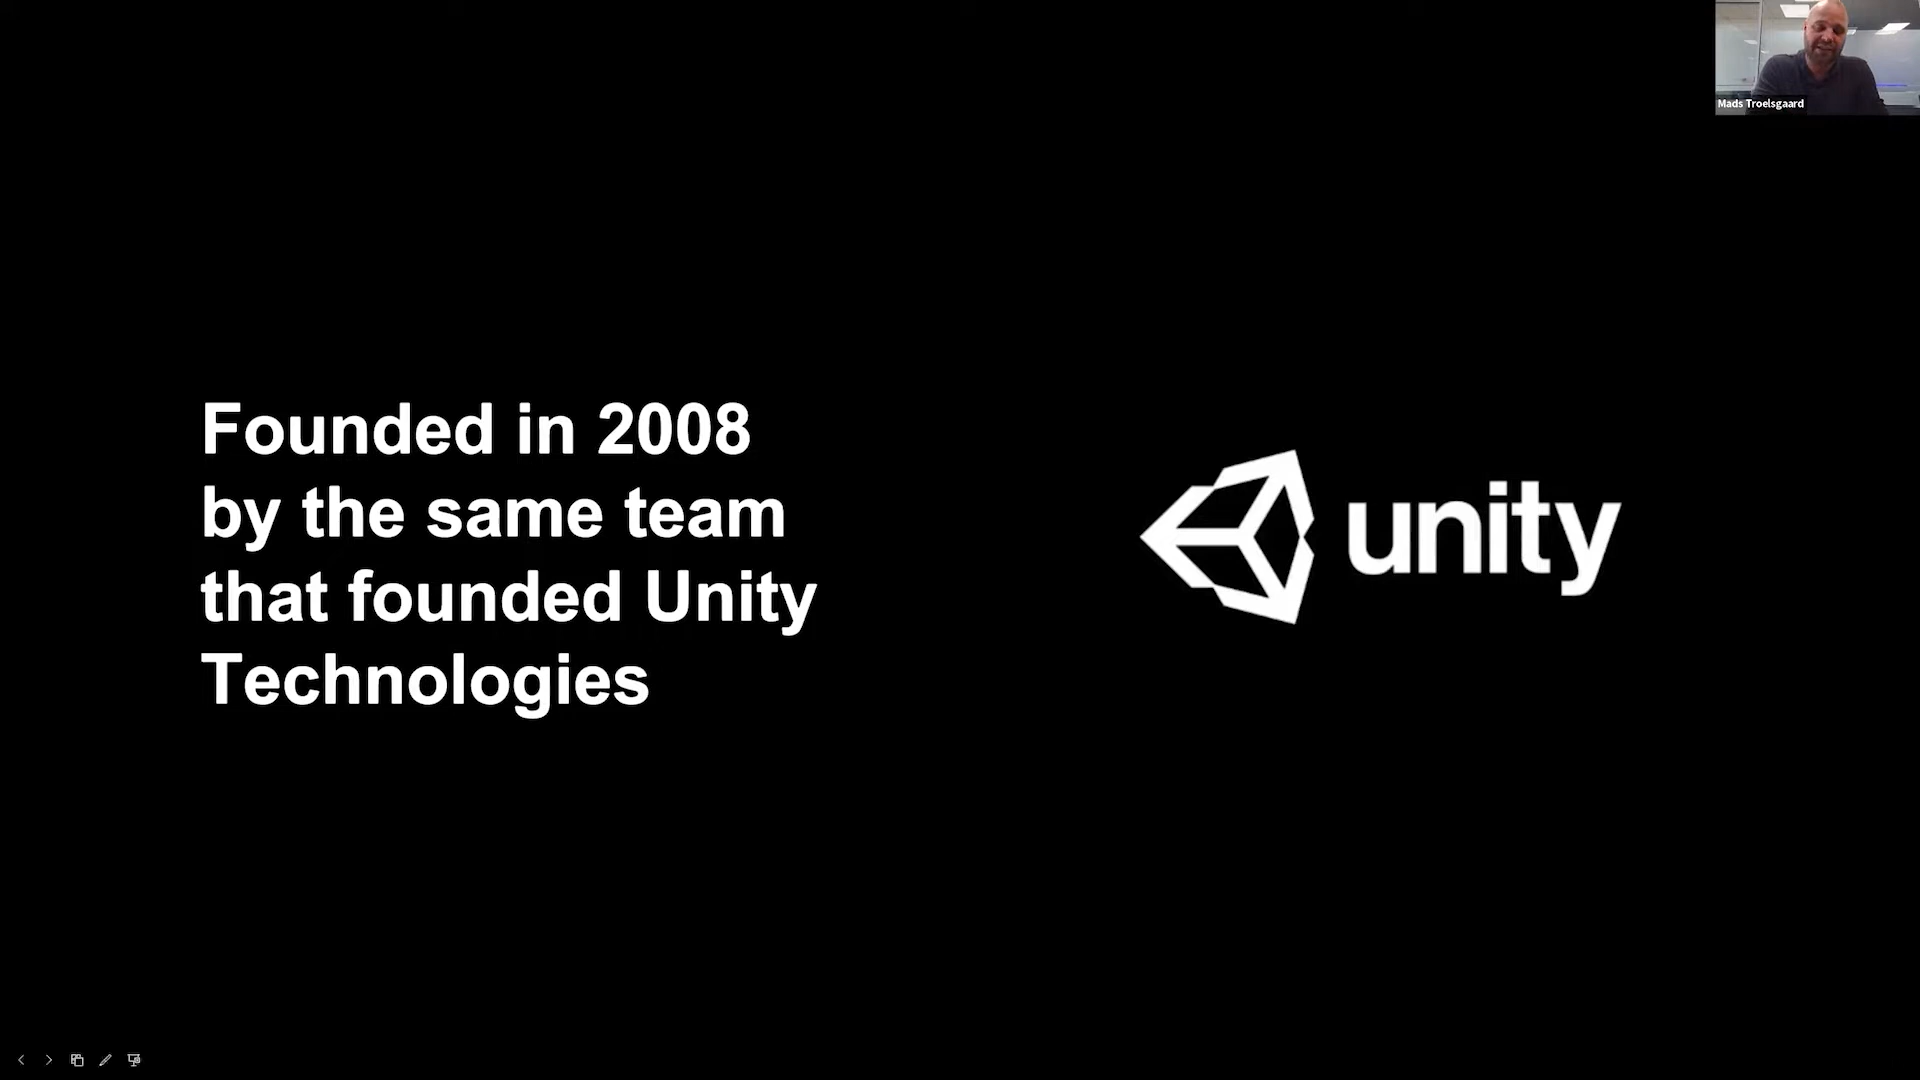 Mads Troelsgaard
Founded in 2008
by the same team
that founded Unity
Technologies
unity